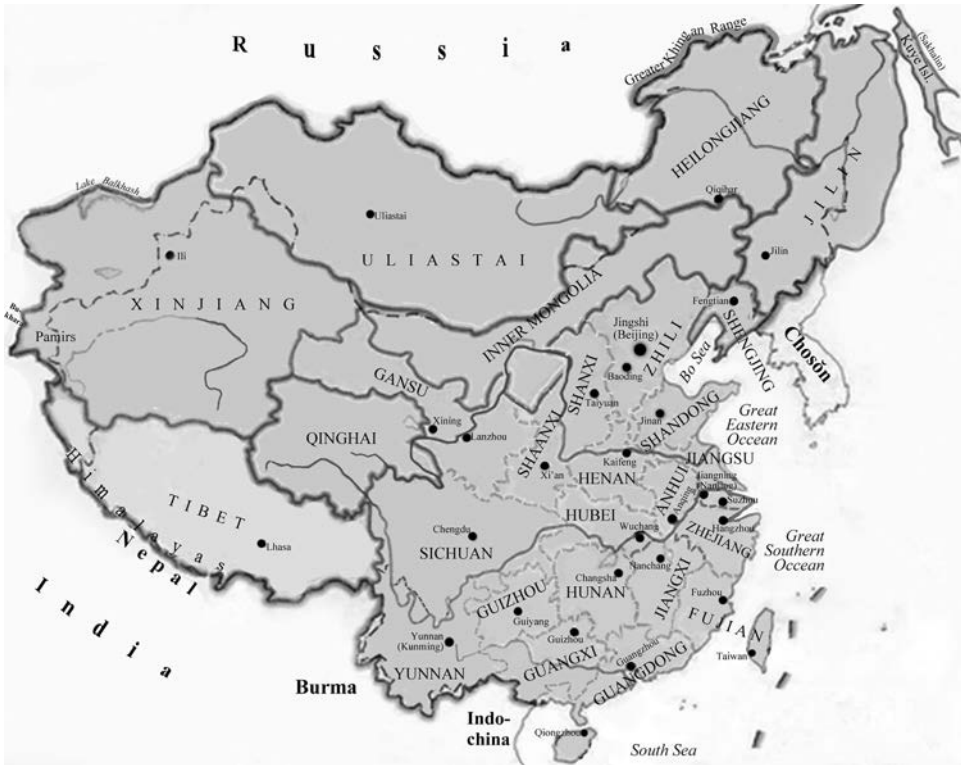 R u s s i a
Greater Khingan Range
(Sakhalin)
Kuye Isl.
HEILONGJIANG
Qiqihar
JILIN
Jilin
Lake Balkhash
Uliastai
ULIASTAI
Ili
XINJIANG
Pamirs
INNER MONGOLIA
Fengtian
SHENGJING
Jingshi
(Beijing)
ZHILI
Bo Sea
Chosŏn
Baoding
GANSU
SHANXI
Taiyuan
Jinan
SHANDONG
Great
Eastern
Occean
Xining
Lanzhou
QINGHAI
SHAANXI
Xi'an
Kaifeng
HENAN
JIANGSU
Jiangning
(Nanjing)
Suzhou
ANHUI
Anqing
Himalayas
TIBET
Lhasa
Nepal
India
HUBEI
Wuchang
Hangzhou
ZHEJIANG
Great
Southern
Occean
Chengdu
SICHUAN
Nanchang
Changsha
HUNAN
JIANGXI
GUIZHOU
Guiyang
Fuzhou
FUJIAN
Guizhou
Taiwan
Yunnan
(Kunming)
YUNNAN
GUANGXI
Guangzhou
GUANGDONG
Burma
Indo-
china
Qiongzhou
South Sea